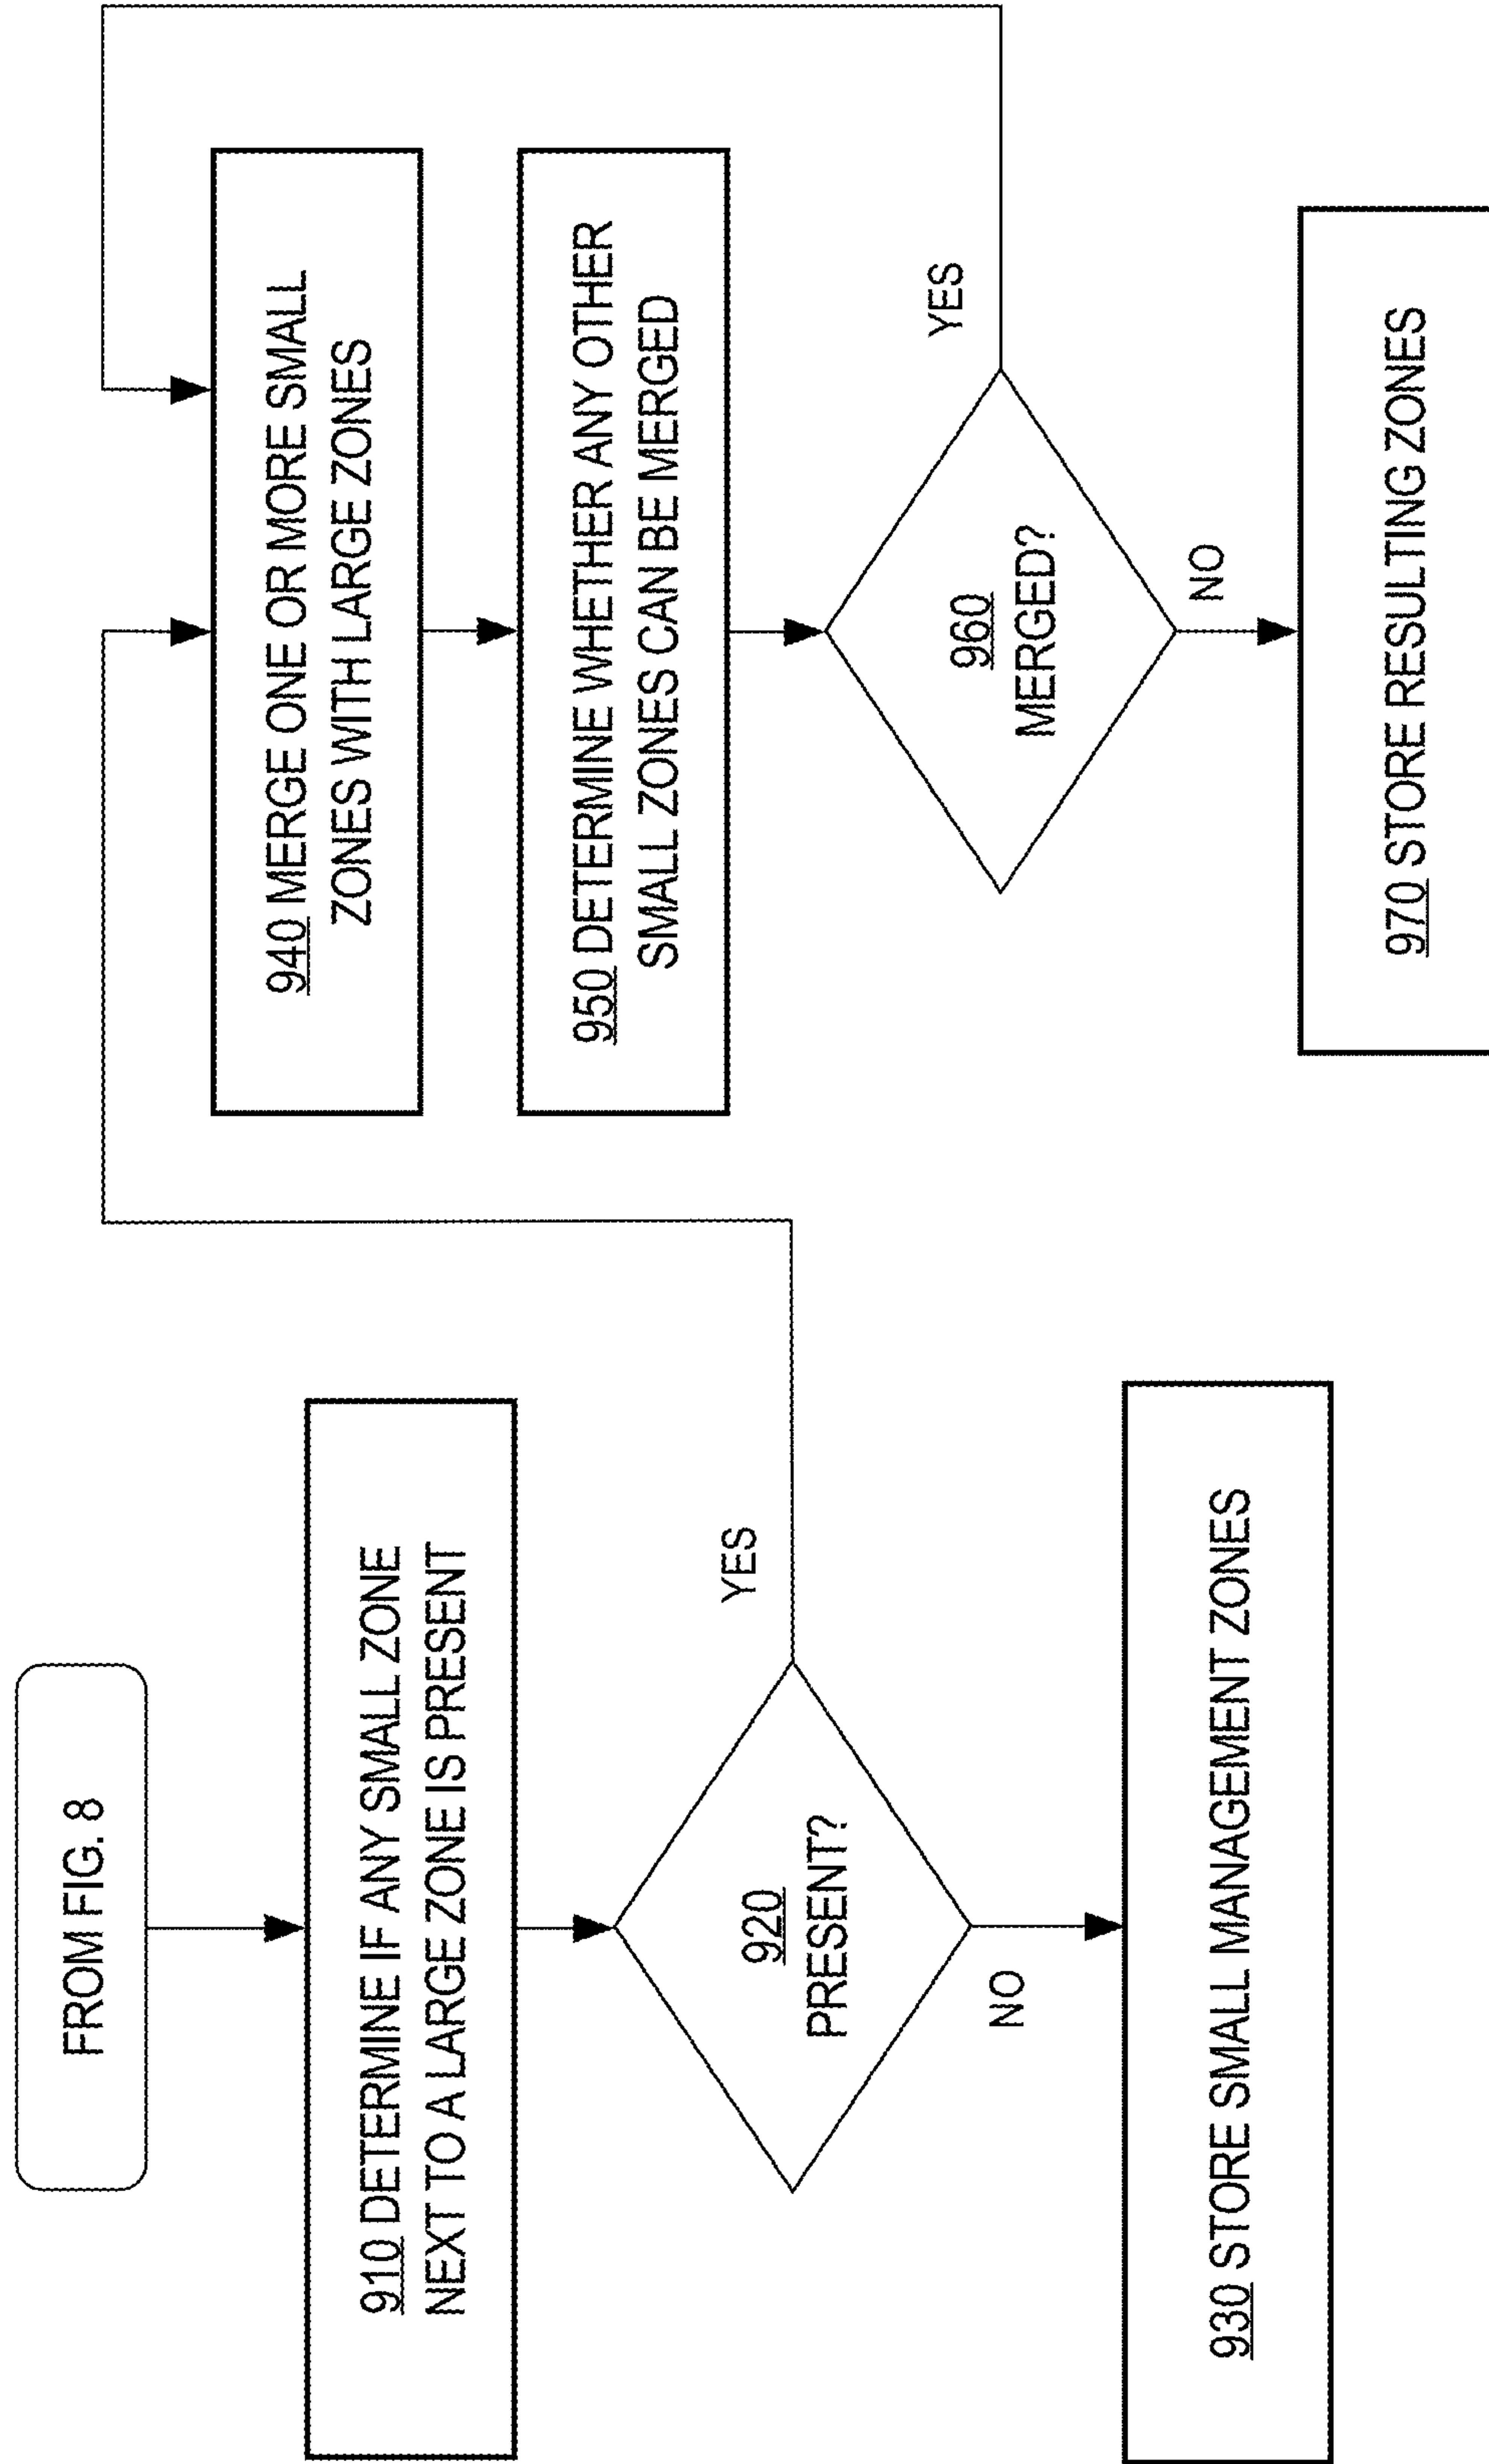 FROM FIG. 8
910 DETERMINE IF ANY SMALL ZONE
NEXT TO A LARGE ZONE IS PRESENT
920
PRESENT?
YES
NO
930 STORE SMALL MANAGEMENT ZONES
940 MERGE ONE OR MORE SMALL
ZONES WITH LARGE ZONES
950 DETERMINE WHETHER ANY OTHER
SMALL ZONES CAN BE MERGED
960
MERGED?
YES
NO
970 STORE RESULTING ZONES